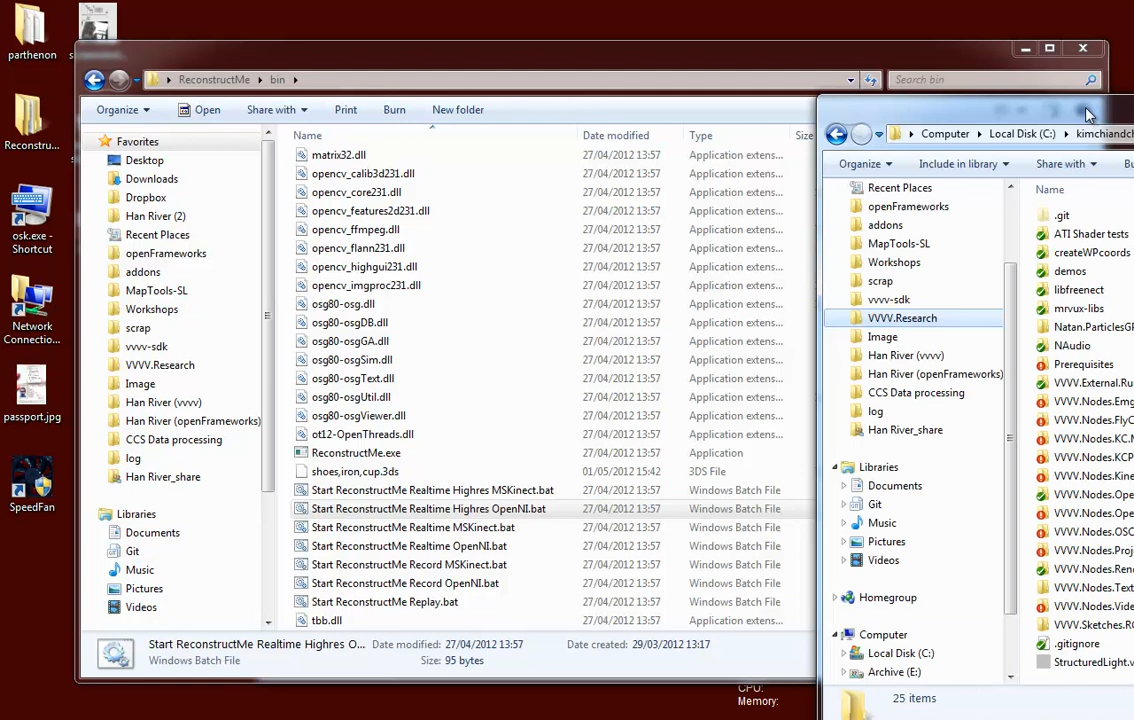 parthenon
Reconstru...
osk.exe -
Shortcut
Network
Connectio...
passport.jpg
SpeedFan
ReconstructMe
bin
Search bin
Organize
Open
Share with
Print
Burn
New folder
Favorites
Desktop
Downloads
Dropbox
Han River (2)
Recent Places
openFrameworks
addons
MapTools-SL
Workshops
scrap
vvvv-sdk
VVVV.Research
Image
Han River (vvvv)
Han River (openFrameworks)
CCS Data processing
log
Han River_share
Libraries
Documents
Git
Music
Pictures
Videos
Name Date modified Type Size
matrix32.dll 27/04/2012 13:57 Application extens...
opencv_calib3d231.dll 27/04/2012 13:57 Application extens...
opencv_core231.dll 27/04/2012 13:57 Application extens...
opencv_features2d231.dll 27/04/2012 13:57 Application extens...
opencv_ffmpeg.dll 27/04/2012 13:57 Application extens...
opencv_flann231.dll 27/04/2012 13:57 Application extens...
opencv_highgui231.dll 27/04/2012 13:57 Application extens...
opencv_imgproc231.dll 27/04/2012 13:57 Application extens...
osg80-osg.dll 27/04/2012 13:57 Application extens...
osg80-osgDB.dll 27/04/2012 13:57 Application extens...
osg80-osgGA.dll 27/04/2012 13:57 Application extens...
osg80-osgSim.dll 27/04/2012 13:57 Application extens...
osg80-osgText.dll 27/04/2012 13:57 Application extens...
osg80-osgUtil.dll 27/04/2012 13:57 Application extens...
osg80-osgViewer.dll 27/04/2012 13:57 Application extens...
ot12-OpenThreads.dll 27/04/2012 13:57 Application extens...
ReconstructMe.exe 27/04/2012 13:57 Application
shoes,iron,cup.3ds 01/05/2012 15:42 3DS File
Start ReconstructMe Realtime Highres MSKinect.bat 27/04/2012 13:57 Windows Batch File
Start ReconstructMe Realtime Highres OpenNI.bat 27/04/2012 13:57 Windows Batch File
Start ReconstructMe Realtime MSKinect.bat 27/04/2012 13:57 Windows Batch File
Start ReconstructMe Realtime OpenNI.bat 27/04/2012 13:57 Windows Batch File
Start ReconstructMe Record MSKinect.bat 27/04/2012 13:57 Windows Batch File
Start ReconstructMe Record OpenNI.bat 27/04/2012 13:57 Windows Batch File
Start ReconstructMe Replay.bat 27/04/2012 13:57 Windows Batch File
tbb.dll 27/04/2012 13:57 Application extens...
Start ReconstructMe Realtime Highres O... Date modified: 27/04/2012 13:57 Date created: 29/03/2012 13:17
Windows Batch File Size: 95 bytes
CPU:
Memory:
Computer
Local Disk (C:)
kimchiandch
Organize
Include in library
Share with
Bu
Recent Places
openFrameworks
addons
MapTools-SL
Workshops
scrap
vvvv-sdk
VVVV.Research
Image
Han River (vvvv)
Han River (openFrameworks)
CCS Data processing
log
Han River_share
Libraries
Documents
Git
Music
Pictures
Videos
Homegroup
Computer
Local Disk (C:)
Archive (E:)
Name
.git
ATI Shader tests
createWPcoords
demos
libfreenect
mrvux-libs
Natan.ParticlesGP
NAudio
Prerequisites
VVVV.External.Ru
VVVV.Nodes.Emg
VVVV.Nodes.FlyC
VVVV.Nodes.KC.M
VVVV.Nodes.KCP
VVVV.Nodes.Kine
VVVV.Nodes.Ope
VVVV.Nodes.Ope
VVVV.Nodes.OSC
VVVV.Nodes.Proj
VVVV.Nodes.Ren
VVVV.Nodes.Text
VVVV.Nodes.Vide
VVVV.Sketches.R
.gitignore
StructuredLight.v
25 items